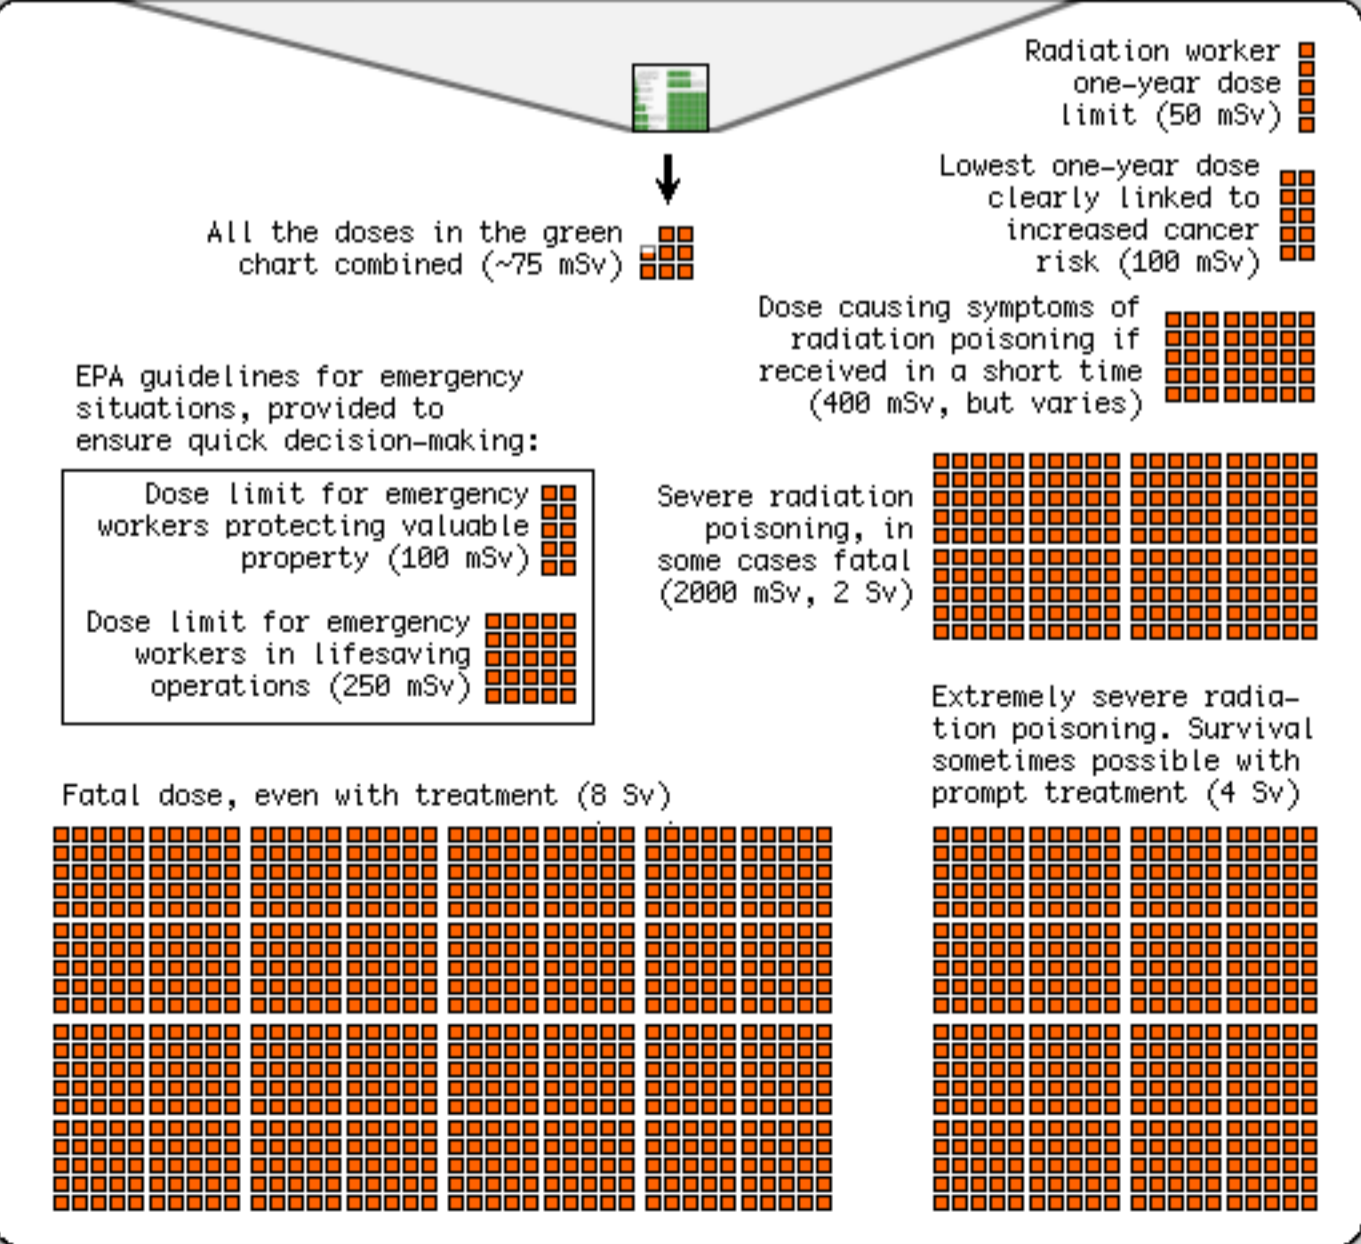 Radiation worker
one-year dose
limit (50 mSv)
Lowest one-year dose
clearly linked to
increased cancer
risk (100 mSv)
All the doses in the green
chart combined (~75 mSv)
Dose causing symptoms of
radiation poisoning if
received in a short time
(400 mSv, but varies)
EPA guidelines for emergency
situations, provided to
ensure quick decision-making:
Dose limit for emergency
workers protecting valuable
property (100 mSv)
Dose limit for emergency
workers in lifesaving
operations (250 mSv)
Severe radiation
poisoning, in
some cases fatal
(2000 mSv, 2 Sv)
Extremely severe radia-
tion poisoning. Survival
sometimes possible with
prompt treatment (4 Sv)
Fatal dose, even with treatment (8 Sv)